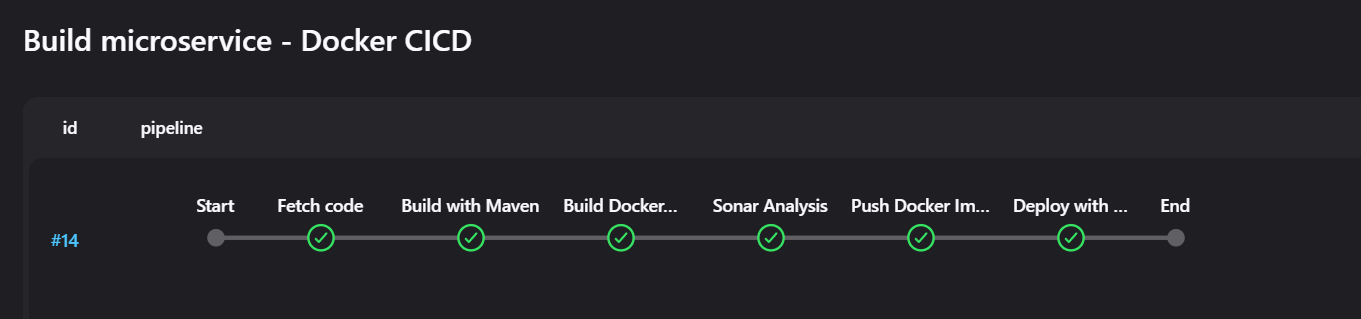 Build microservice - Docker CICD
id pipeline
Start Fetch code Build with Maven Build Docker... Sonar Analysis Push Docker Im... Deploy with ... End
#14